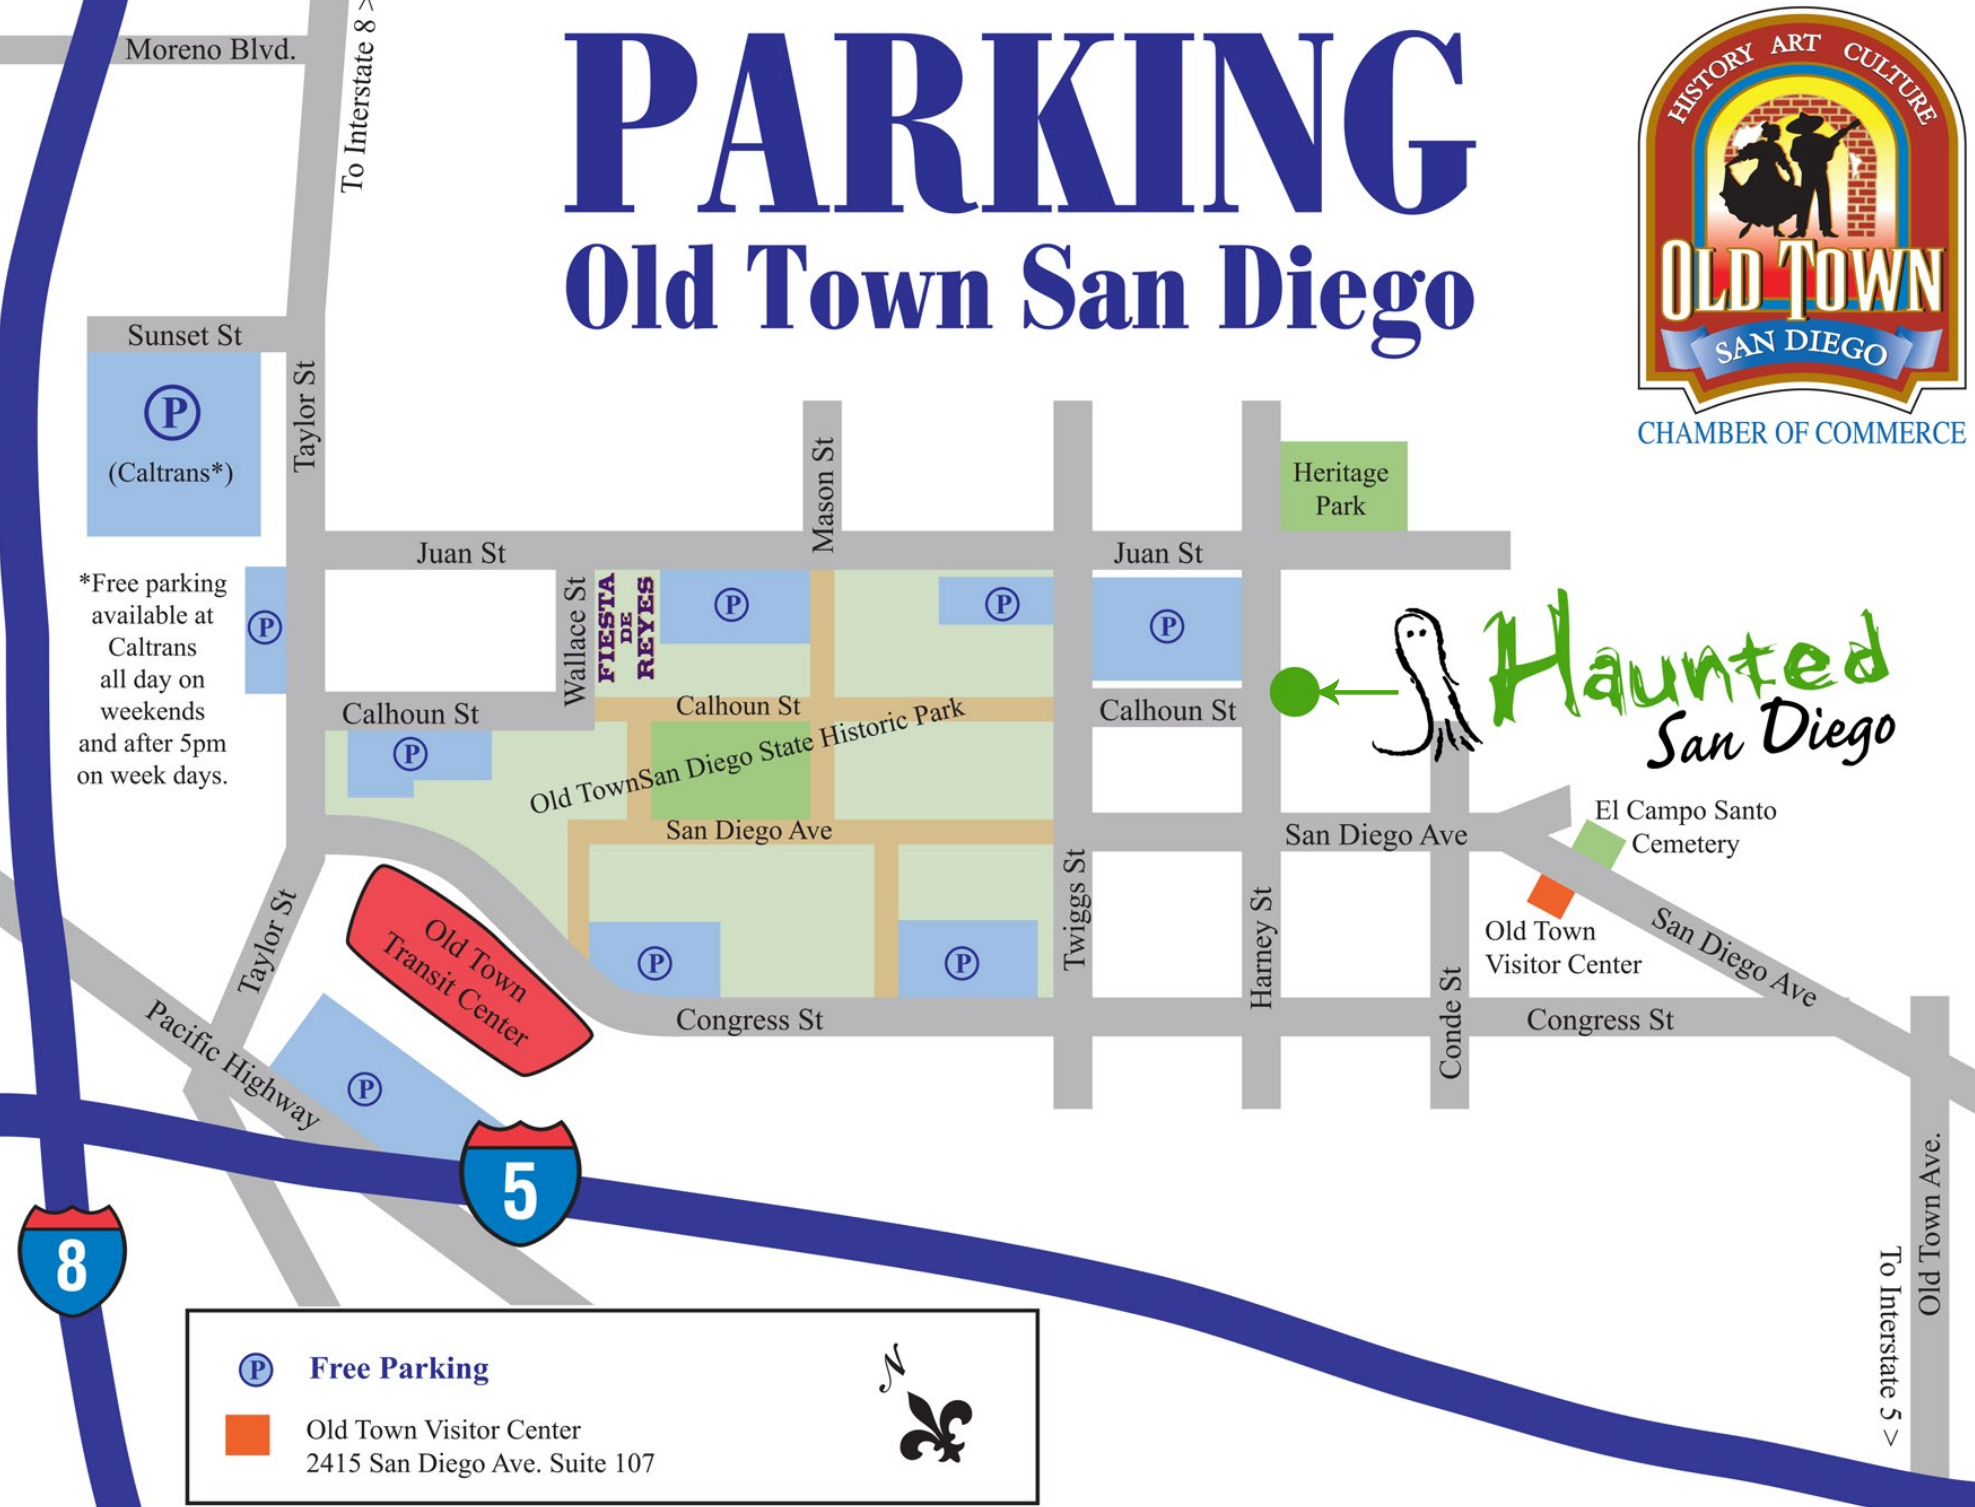 PARKING
Old Town San Diego
HISTORY ART CULTURE
OLD TOWN
SAN DIEGO
CHAMBER OF COMMERCE
Moreno Blvd.
To Interstate 8 >
Sunset St
P
(Caltrans*)
Taylor St
*Free parking
available at
Caltrans
all day on
weekends
and after 5pm
on week days.
P
Juan St
Mason St
Juan St
Heritage
Park
Wallace St
FIESTA
DE
REYES
P
P
P
Haunted
San Diego
Calhoun St
Calhoun St
Calhoun St
P
Old TownSan Diego State Historic Park
San Diego Ave
San Diego Ave
El Campo Santo
Cemetery
Old Town
Visitor Center
San Diego Ave
Taylor St
Old Town
Transit Center
P
P
Twiggs St
Harney St
Conde St
Congress St
Congress St
Pacific Highway
P
5
8
Old Town Ave.
To Interstate 5 >
P Free Parking
Old Town Visitor Center
2415 San Diego Ave. Suite 107
N